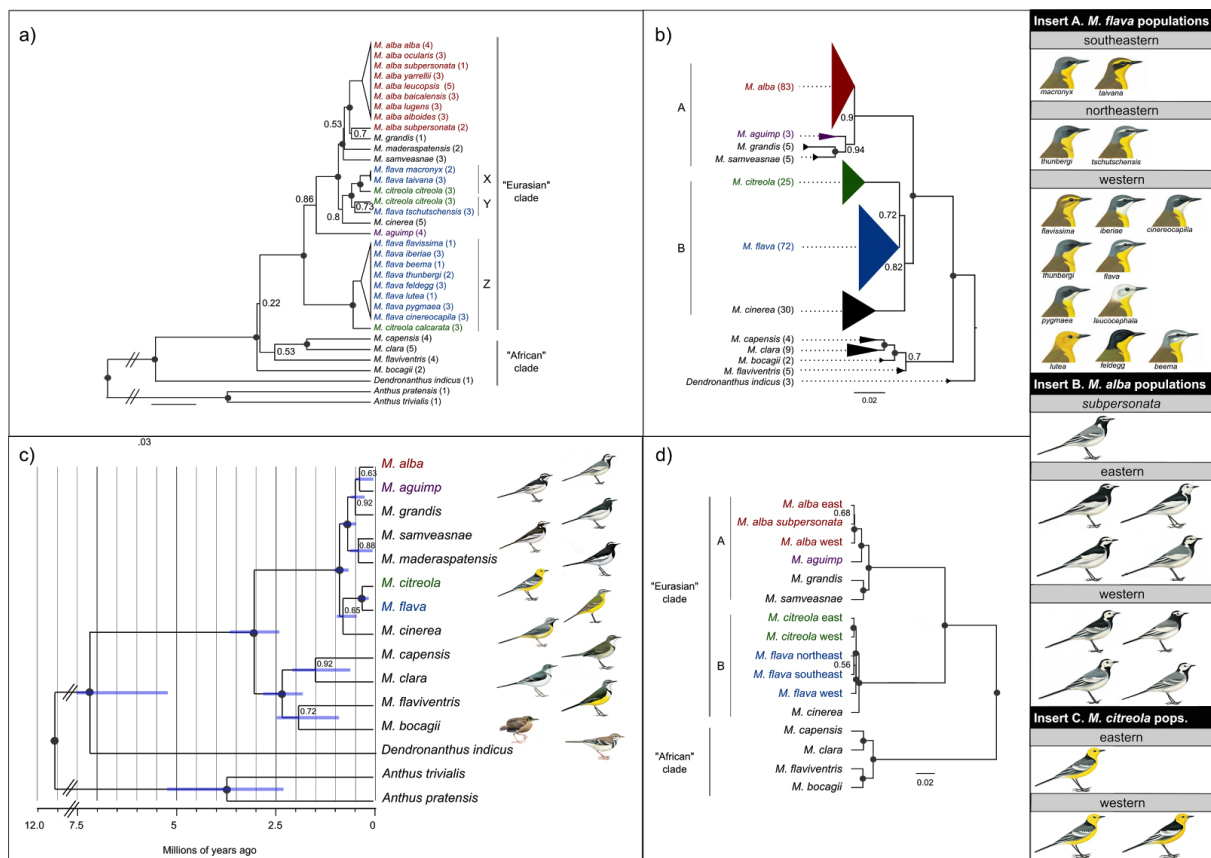 a)
M. alba alba (4)
M. alba ocularis (3)
M. alba subpersonata (1)
M. alba yarrellii (3)
M. alba leucopsis (5)
M. alba baicalensis (3)
M. alba lugens (3)
M. alba alboides (3)
M. alba subpersonata (2)
M. grandis (1)
M. maderaspatensis (2)
M. samveasnae (3)
M. flava macronyx (2)
M. flava taivana (3)
M. citreola citreola (3)
M. citreola citreola (3)
M. flava tschutschensis (3)
M. cinerea (5)
M. aguimp (4)
M. flava flavissima (1)
M. flava iberiae (3)
M. flava beema (1)
M. flava thunbergi (2)
M. flava feldegg (3)
M. flava lutea (1)
M. flava pygmaea (3)
M. flava cinereocapila (3)
M. citreola calcarata (3)
M. capensis (4)
M. clara (5)
M. flaviventris (4)
M. bocagii (2)
Dendronanthus indicus (1)
Anthus pratensis (1)
Anthus trivialis (1)
0.53
0.7
0.86
0.73
0.8
0.22
0.53
X
Y
Z
"Eurasian"
clade
"African"
clade
.03
b)
A
B
M. alba (83)
M. aguimp (3)
M. grandis (5)
M. samveasnae (5)
M. citreola (25)
M. flava (72)
M. cinerea (30)
M. capensis (4)
M. clara (9)
M. bocagii (2)
M. flaviventris (5)
Dendronanthus indicus (3)
0.9
0.94
0.72
0.82
0.7
0.02
c)
M. alba
M. aguimp
M. grandis
M. samveasnae
M. maderaspatensis
M. citreola
M. flava
M. cinerea
M. capensis
M. clara
M. flaviventris
M. bocagii
Dendronanthus indicus
Anthus trivialis
Anthus pratensis
0.63
0.92
0.88
0.65
0.92
0.72
12.0 7.5 5 2.5 0
Millions of years ago
d)
M. alba east
M. alba subpersonata
M. alba west
M. aguimp
M. grandis
M. samveasnae
M. citreola east
M. citreola west
M. flava northeast
M. flava southeast
M. flava west
M. cinerea
M. capensis
M. clara
M. flaviventris
M. bocagii
0.68
0.56
A
B
"Eurasian"
clade
"African"
clade
0.02
Insert A. M. flava populations
southeastern
macronyx taivana
northeastern
thunbergi tschutschensis
western
flavissima iberiae cinereocapilia
thunbergi flava
pygmaea leucocephala
lutea feldegg beema
Insert B. M. alba populations
subpersonata
eastern
western
Insert C. M. citreola pops.
eastern
western